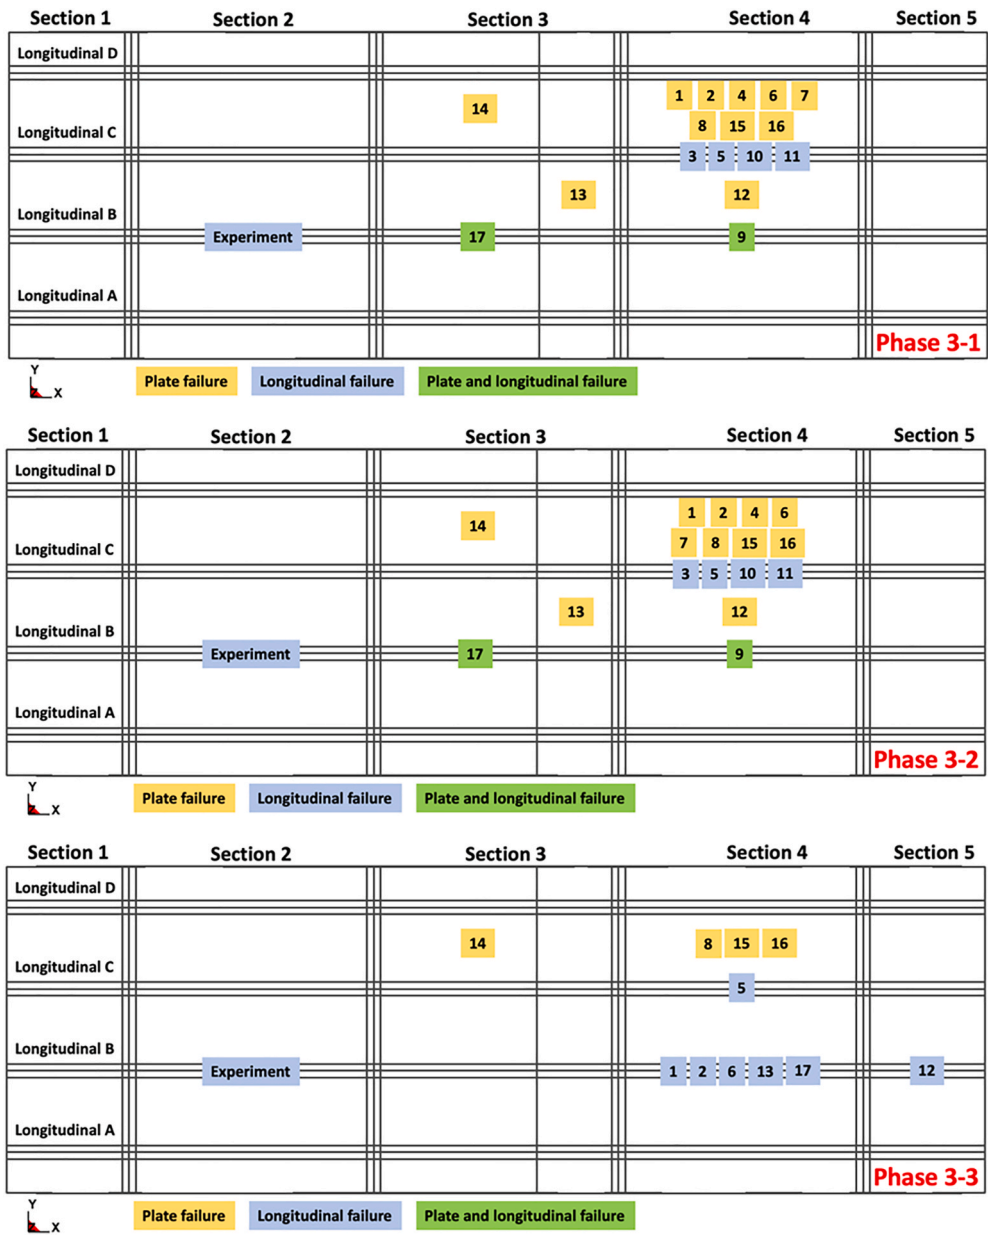 Section 1 Section 2 Section 3 Section 4 Section 5
Longitudinal D
1 2 4 6 7
14
8 15 16
Longitudinal C
3 5 10 11
13 12
Longitudinal B
Experiment 17 9
Longitudinal A
Phase 3-1
Y
Z X
Plate failure Longitudinal failure Plate and longitudinal failure
Section 1 Section 2 Section 3 Section 4 Section 5
Longitudinal D
1 2 4 6
14
7 8 15 16
Longitudinal C
3 5 10 11
13 12
Longitudinal B
Experiment 17 9
Longitudinal A
Phase 3-2
Y
Z X
Plate failure Longitudinal failure Plate and longitudinal failure
Section 1 Section 2 Section 3 Section 4 Section 5
Longitudinal D
14 8 15 16
Longitudinal C
5
Longitudinal B
Experiment 1 2 6 13 17 12
Longitudinal A
Phase 3-3
Y
Z X
Plate failure Longitudinal failure Plate and longitudinal failure